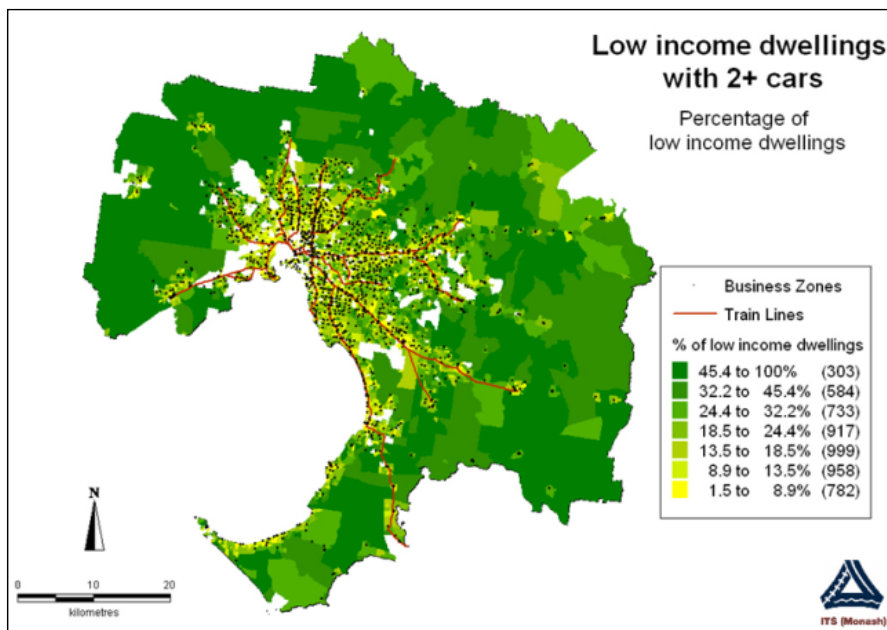 Low income dwellings
with 2+ cars
Percentage of
low income dwellings
Business Zones
Train Lines
% of low income dwellings
45.4 to 100% (303)
32.2 to 45.4% (584)
24.4 to 32.2% (733)
18.5 to 24.4% (917)
13.5 to 18.5% (999)
8.9 to 13.5% (958)
1.5 to 8.9% (782)
N
0 10 20
kilometres
ITS (Monash)